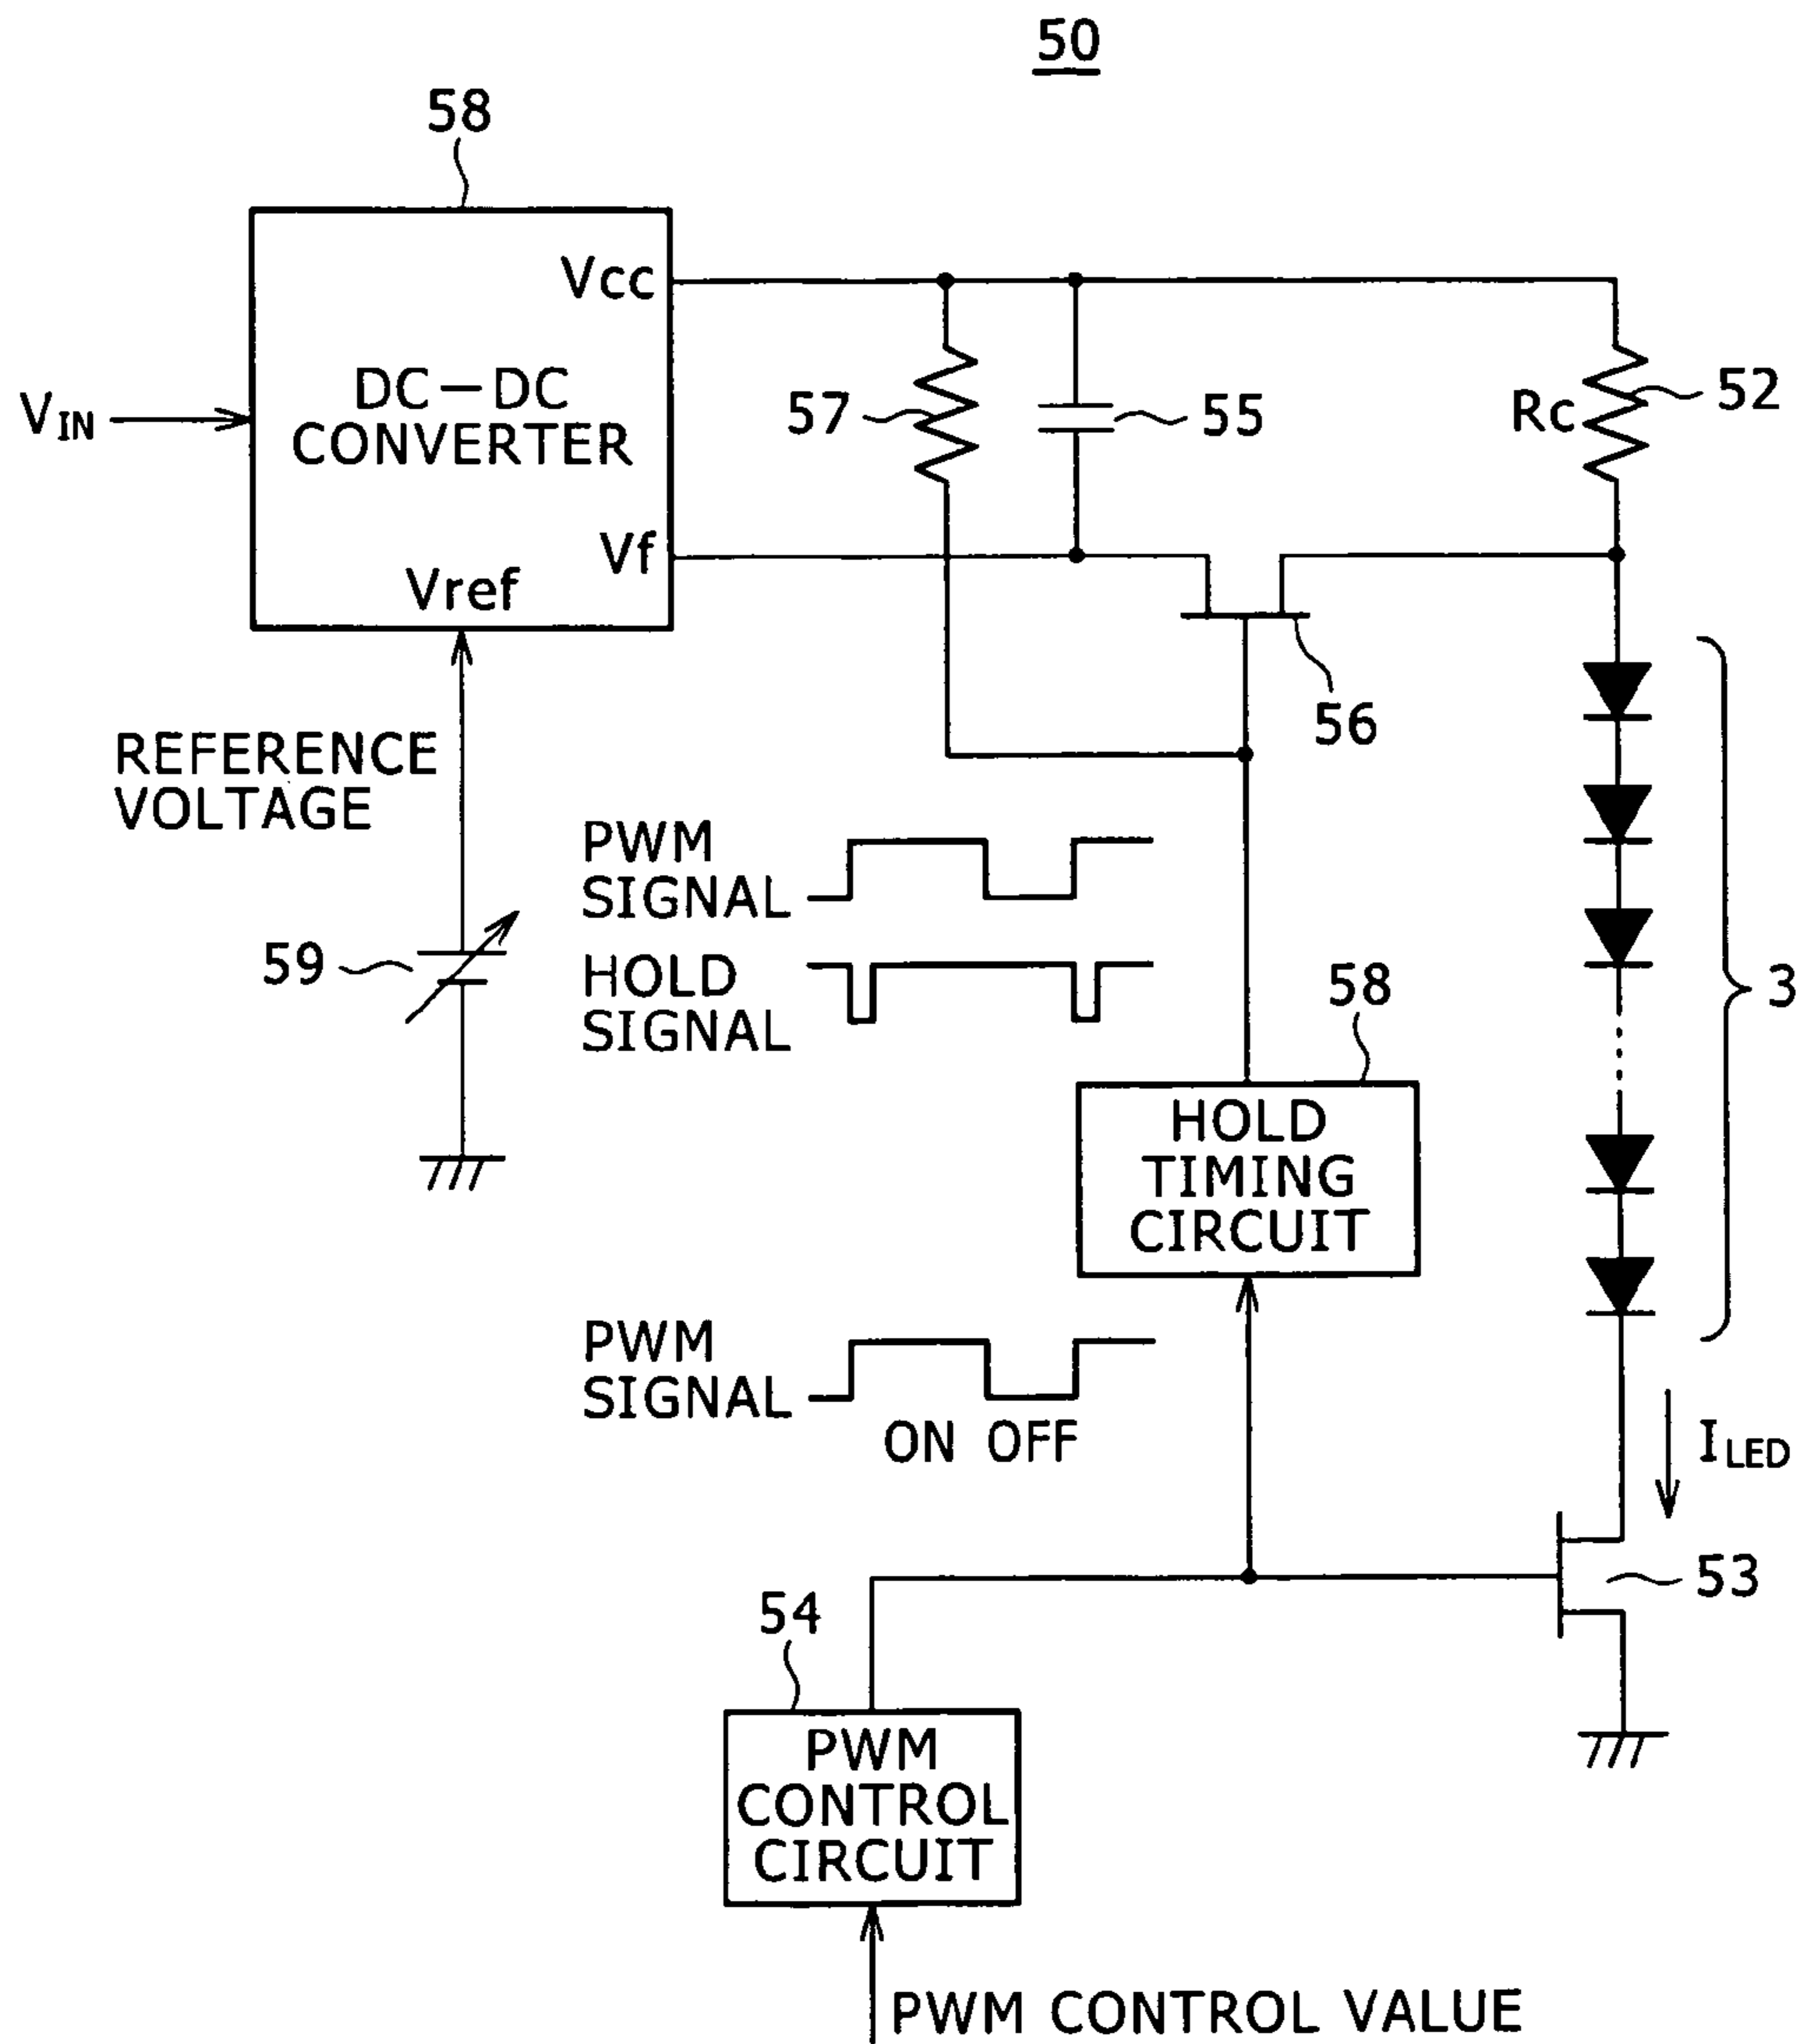 50
58
Vcc
DC-DC
CONVERTER
VIN
57
55
Rc
52
Vf
Vref
56
REFERENCE
VOLTAGE
PWM
SIGNAL
59
HOLD
SIGNAL
58
3
HOLD
TIMING
CIRCUIT
PWM
SIGNAL
ON OFF
ILED
53
54
PWM
CONTROL
CIRCUIT
PWM CONTROL VALUE